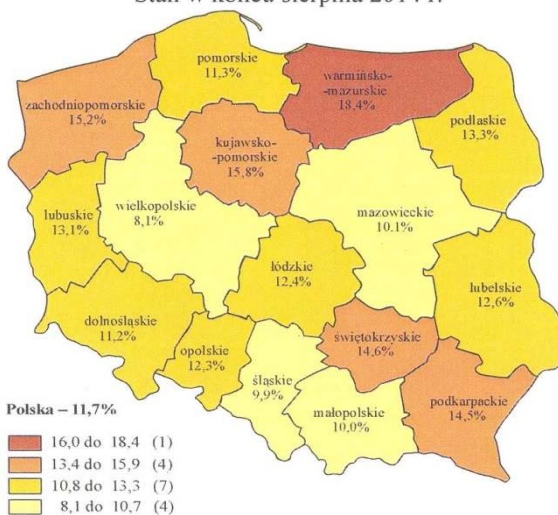 pomorskie
11,3%
warmińsko-
-mazurskie
18,4%
zachodniopomorskie
15,2%
podlaskie
13,3%
kujawsko-
-pomorskie
15,8%
wielkopolskie
8,1%
mazowieckie
10.1%
lubuskie
13,1%
łódzkie
12,4%
lubelskie
12,6%
dolnośląskie
11,2%
opolskie
12,3%
świętokrzyskie
14,6%
śląskie
9,9%
małopolskie
10,0%
podkarpackie
14,5%
Polska – 11,7%
16,0 do 18,4 (1)
13,4 do 15,9 (4)
10,8 do 13,3 (7)
8,1 do 10,7 (4)